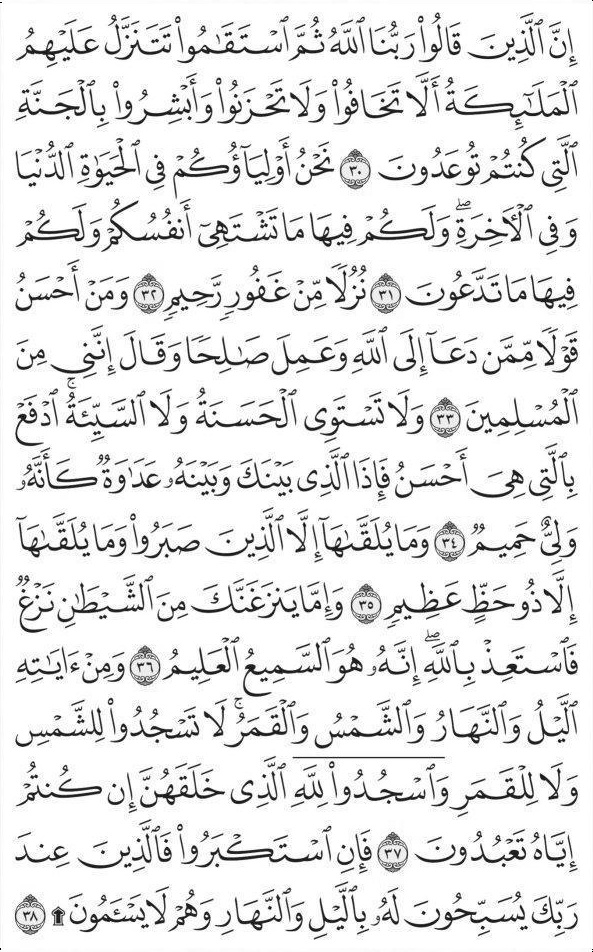 إِنَّ ٱلَّذِينَ قَالُوا۟ رَبُّنَا ٱللَّهُ ثُمَّ ٱسْتَقَـٰمُوا۟ تَتَنَزَّلُ عَلَيْهِمُ
ٱلْمَلَـٰٓئِكَةُ أَلَّا تَخَافُوا۟ وَلَا تَحْزَنُوا۟ وَأَبْشِرُوا۟ بِٱلْجَنَّةِ
ٱلَّتِى كُنتُمْ تُوعَدُونَ ٣٠ نَحْنُ أَوْلِيَآؤُكُمْ فِى ٱلْحَيَوٰةِ ٱلدُّنْيَا
وَفِى ٱلْـَٔاخِرَةِ ۖ وَلَكُمْ فِيهَا مَا تَشْتَهِىٓ أَنفُسُكُمْ وَلَكُمْ
فِيهَا مَا تَدَّعُونَ ٣١ نُزُلًا مِّنْ غَفُورٍ رَّحِيمٍ ٣٢ وَمَنْ أَحْسَنُ
قَوْلًا مِّمَّن دَعَآ إِلَى ٱللَّهِ وَعَمِلَ صَـٰلِحًا وَقَالَ إِنَّنِى مِنَ
ٱلْمُسْلِمِينَ ٣٣ وَلَا تَسْتَوِى ٱلْحَسَنَةُ وَلَا ٱلسَّيِّئَةُ ۚ ٱدْفَعْ
بِٱلَّتِى هِىَ أَحْسَنُ فَإِذَا ٱلَّذِى بَيْنَكَ وَبَيْنَهُۥ عَدَٰوَةٌ كَأَنَّهُۥ
وَلِىٌّ حَمِيمٌ ٣٤ وَمَا يُلَقَّىٰهَآ إِلَّا ٱلَّذِينَ صَبَرُوا۟ وَمَا يُلَقَّىٰهَآ
إِلَّا ذُو حَظٍّ عَظِيمٍ ٣٥ وَإِمَّا يَنزَغَنَّكَ مِنَ ٱلشَّيْطَـٰنِ نَزْغٌ
فَٱسْتَعِذْ بِٱللَّهِ ۖ إِنَّهُۥ هُوَ ٱلسَّمِيعُ ٱلْعَلِيمُ ٣٦ وَمِنْ ءَايَـٰتِهِ
ٱلَّيْلُ وَٱلنَّهَارُ وَٱلشَّمْسُ وَٱلْقَمَرُ ۚ لَا تَسْجُدُوا۟ لِلشَّمْسِ
وَلَا لِلْقَمَرِ وَٱسْجُدُوا۟ لِلَّهِ ٱلَّذِى خَلَقَهُنَّ إِن كُنتُمْ
إِيَّاهُ تَعْبُدُونَ ٣٧ فَإِنِ ٱسْتَكْبَرُوا۟ فَٱلَّذِينَ عِندَ
رَبِّكَ يُسَبِّحُونَ لَهُۥ بِٱلَّيْلِ وَٱلنَّهَارِ وَهُمْ لَا يَسْـَٔمُونَ ۩ ٣٨